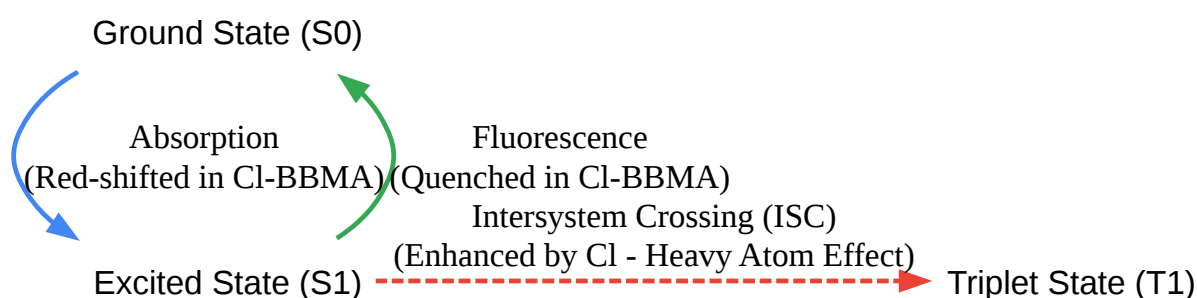 Ground State (S0)
Absorption
(Red-shifted in Cl-BBMA)
Fluorescence
(Quenched in Cl-BBMA)
Intersystem Crossing (ISC)
(Enhanced by Cl - Heavy Atom Effect)
Excited State (S1)
Triplet State (T1)